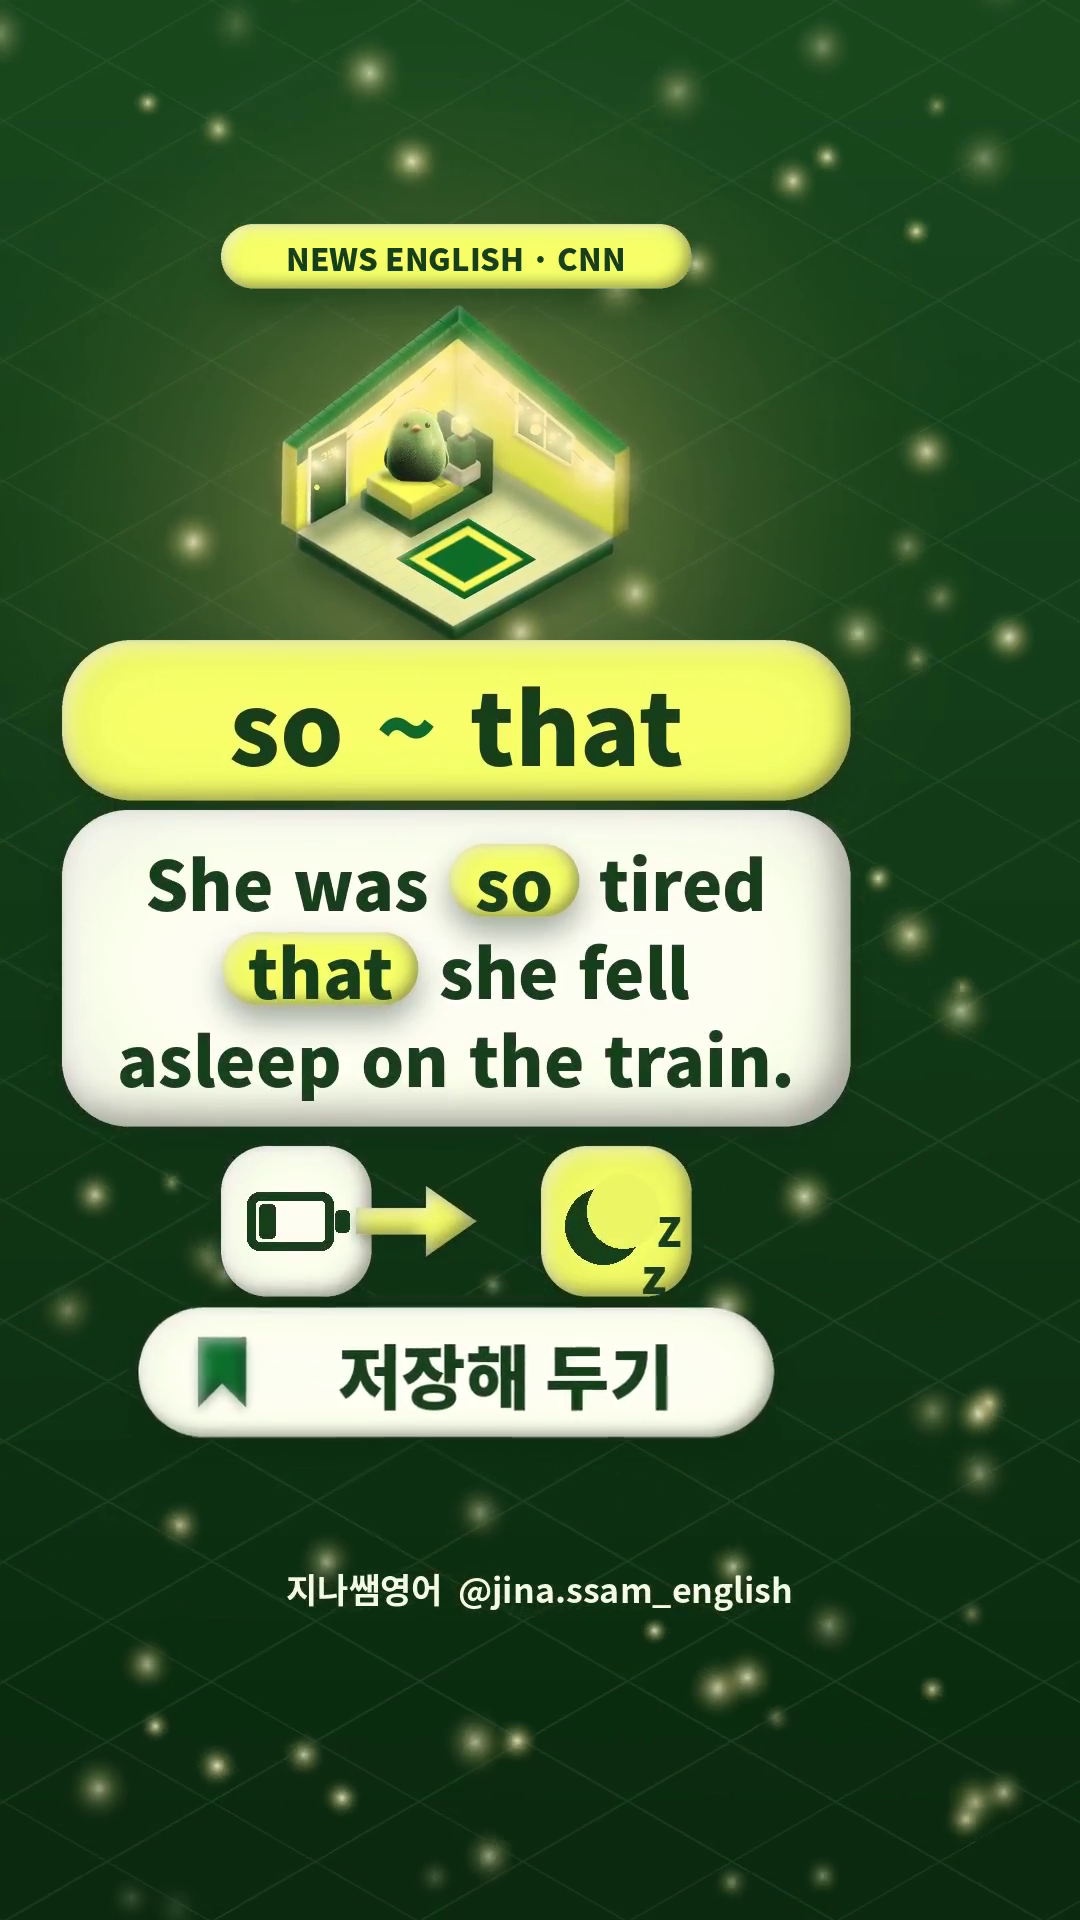 NEWS ENGLISH · CNN
so ~ that
She was so tired
that she fell
asleep on the train.
Z
z
저장해 두기
지나쌤영어 @jina.ssam_english